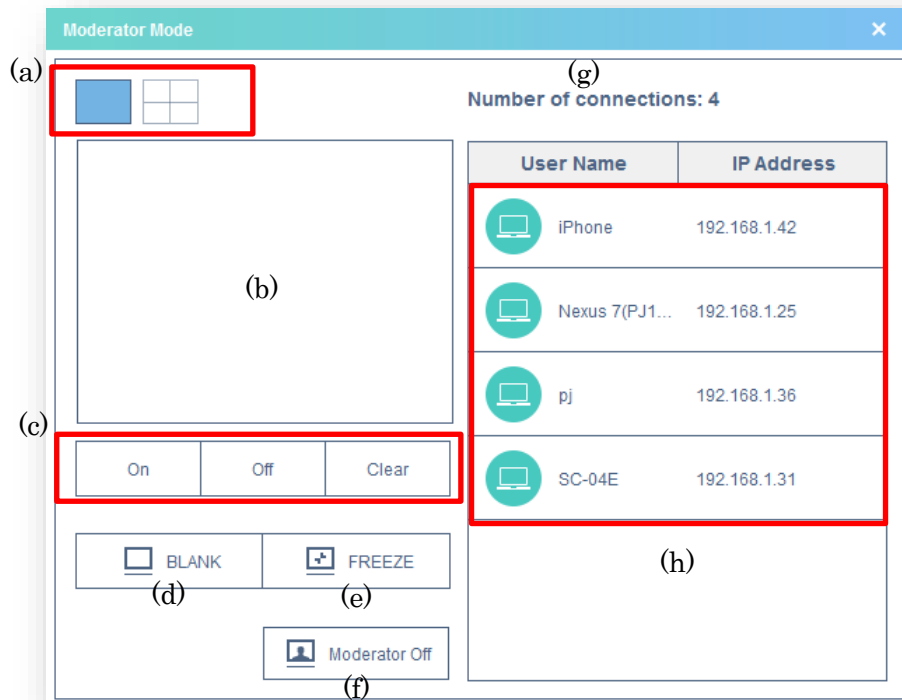 Moderator Mode
(a)
(g)
Number of connections: 4
User Name IP Address
iPhone 192.168.1.42
(b)
Nexus 7(PJ1... 192.168.1.25
pj 192.168.1.36
(c)
On Off Clear
SC-04E 192.168.1.31
BLANK FREEZE
(h)
(d) (e)
Moderator Off
(f)